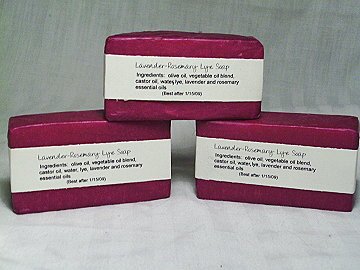 Lavender-Rosemary Lyre Soap
Ingredients: olive oil, vegetable oil blend,
castor oil, water, lye, lavender and rosemary
essential oils
(Best after 1/15/09)
Lavender-Rosemary Lyre Soap
Ingredients: olive oil, vegetable oil blend,
castor oil, water, lye, lavender and rosemary
essential oils
(Best after 1/15/09)
Lavender-Rosemary Lyre Soap
Ingredients: olive oil, vegetable oil blend,
castor oil, water, lye, lavender and rosemary
essential oils
(Best after 1/15/09)